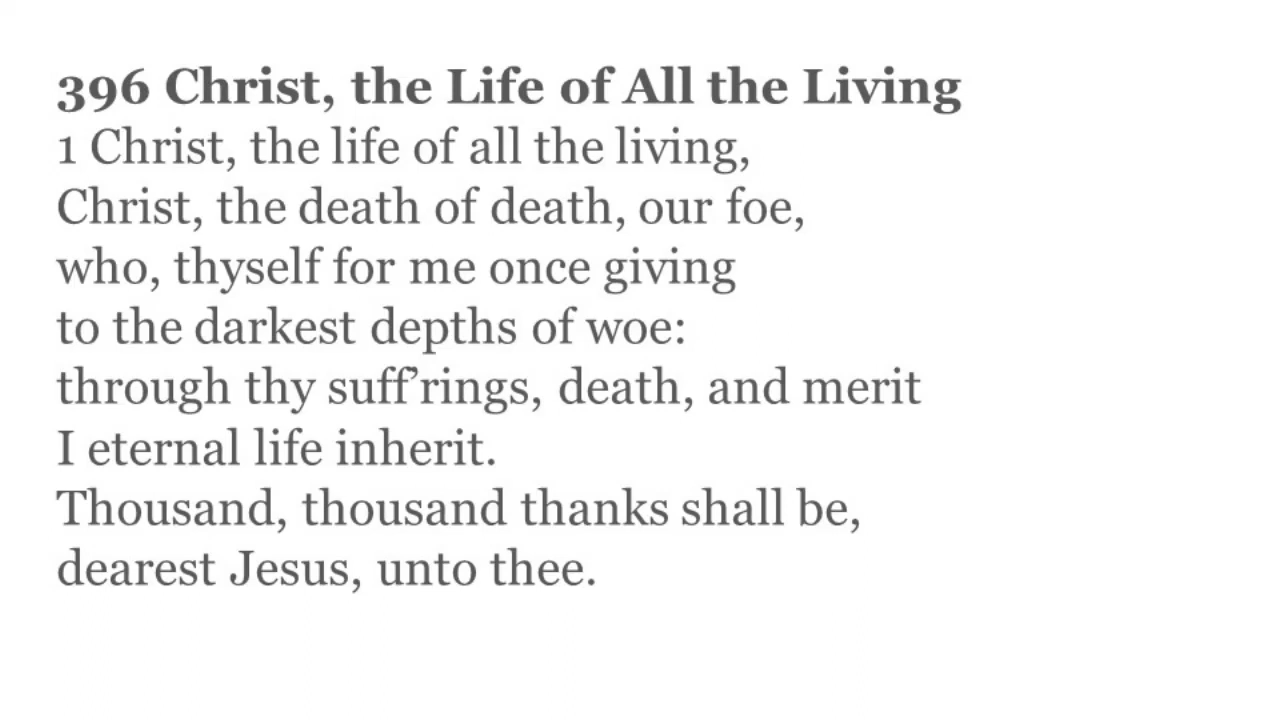 396 Christ, the Life of All the Living
1 Christ, the life of all the living,
Christ, the death of death, our foe,
who, thyself for me once giving
to the darkest depths of woe:
through thy suff’rings, death, and merit
I eternal life inherit.
Thousand, thousand thanks shall be,
dearest Jesus, unto thee.